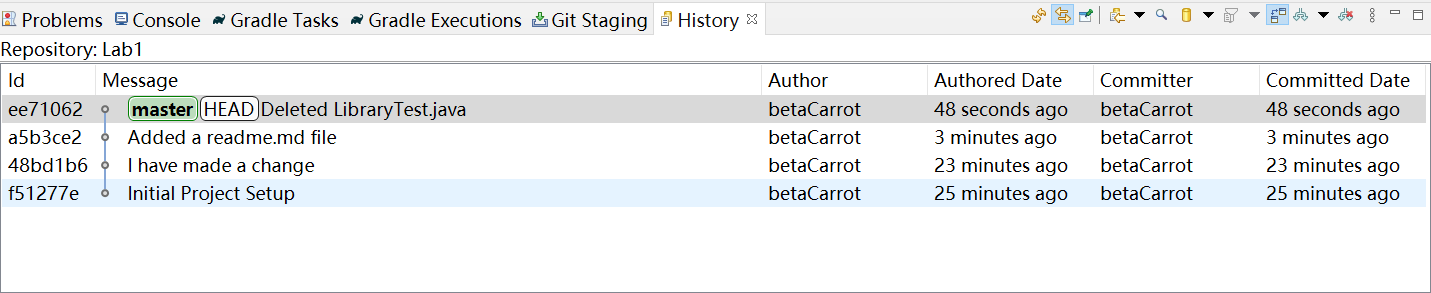 Problems Console Gradle Tasks Gradle Executions Git Staging History
Repository: Lab1
Id Message Author Authored Date Committer Committed Date
ee71062 master HEAD Deleted LibraryTest.java betaCarrot 48 seconds ago betaCarrot 48 seconds ago
a5b3ce2 Added a readme.md file betaCarrot 3 minutes ago betaCarrot 3 minutes ago
48bd1b6 I have made a change betaCarrot 23 minutes ago betaCarrot 23 minutes ago
f51277e Initial Project Setup betaCarrot 25 minutes ago betaCarrot 25 minutes ago